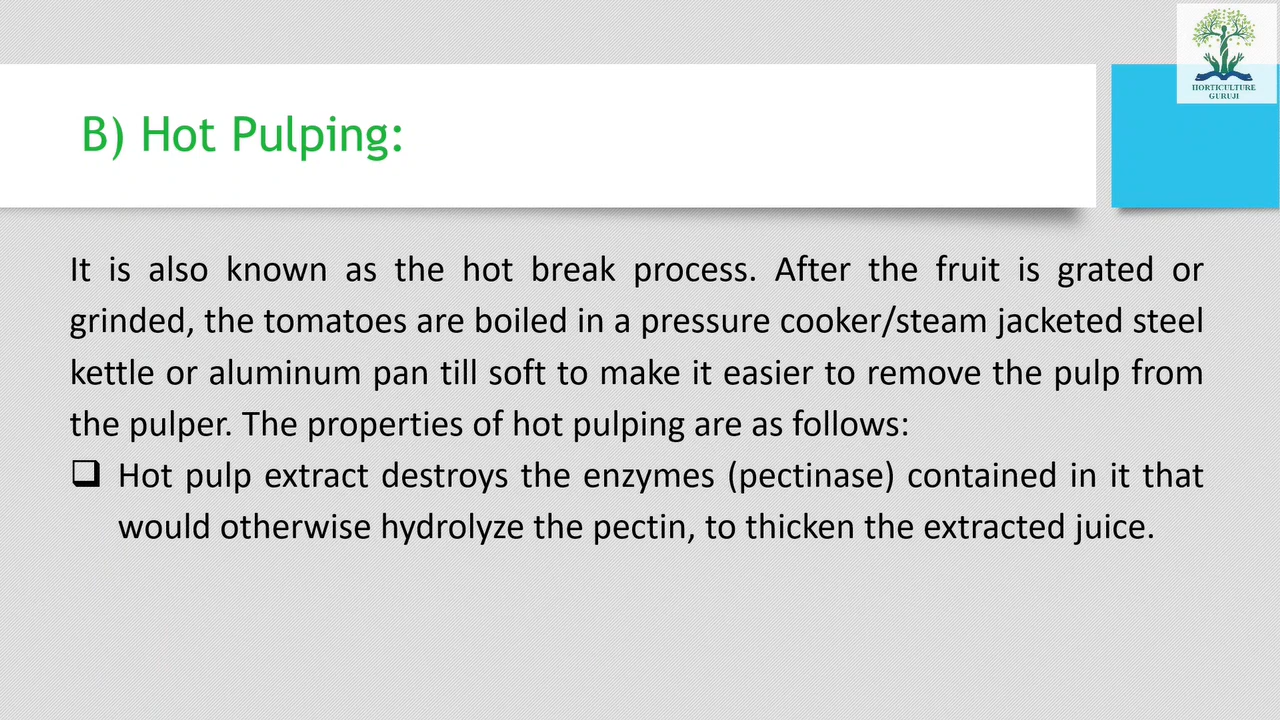 HORTICULTURE
GURUJI
B) Hot Pulping:
It is also known as the hot break process. After the fruit is grated or
grinded, the tomatoes are boiled in a pressure cooker/steam jacketed steel
kettle or aluminum pan till soft to make it easier to remove the pulp from
the pulper. The properties of hot pulping are as follows:
❑ Hot pulp extract destroys the enzymes (pectinase) contained in it that
would otherwise hydrolyze the pectin, to thicken the extracted juice.